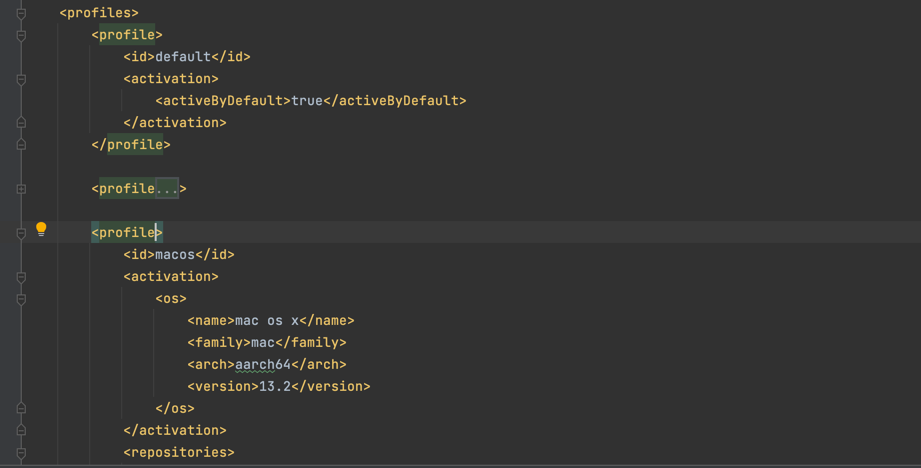 <profiles>
<profile>
<id>default</id>
<activation>
<activeByDefault>true</activeByDefault>
</activation>
</profile>
<profile...>
<profile>
<id>macos</id>
<activation>
<os>
<name>mac os x</name>
<family>mac</family>
<arch>aarch64</arch>
<version>13.2</version>
</os>
</activation>
<repositories>